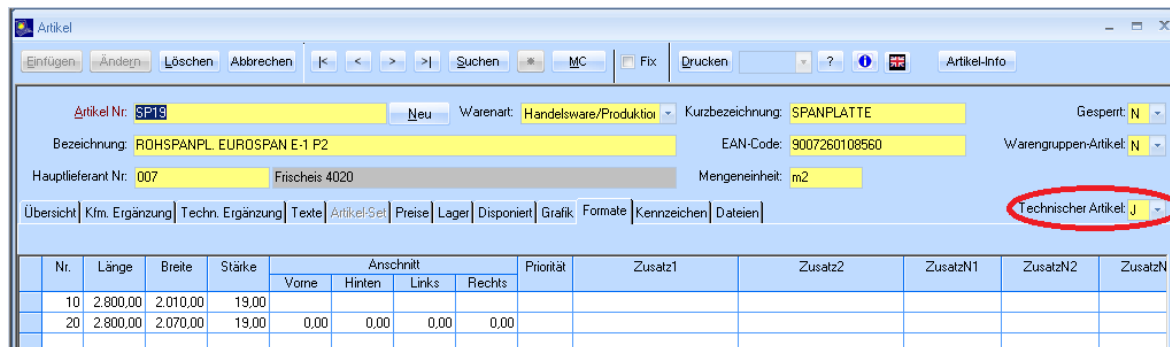 Artikel
Einfügen Ändern Löschen Abbrechen |< < > >| Suchen * MC Fix Drucken ? i Artikel-Info
Artikel Nr: SP19 Neu Warenart: Handelsware/Produktior Kurzbezeichnung: SPANPLATTE Gesperrt: N
Bezeichnung: ROHSPANPL. EUROSPAN E-1 P2 EAN-Code: 9007260108560 Warengruppen-Artikel: N
Hauptlieferant Nr: 007 Frischeis 4020 Mengeneinheit: m2
Übersicht Kfm. Ergänzung Techn. Ergänzung Texte Artikel-Set Preise Lager Disponiert Grafik Formate Kennzeichen Dateien Technischer Artikel: J
Nr. Länge Breite Stärke Anschnitt Priorität Zusatz1 Zusatz2 ZusatzN1 ZusatzN2 ZusatzN
Vorne Hinten Links Rechts
10 2.800,00 2.010,00 19,00
20 2.800,00 2.070,00 19,00 0,00 0,00 0,00 0,00